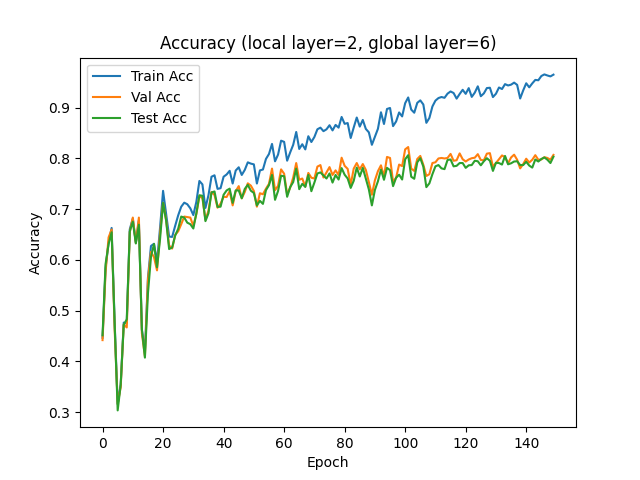 Accuracy (local layer=2, global layer=6)
Train Acc
Val Acc
Test Acc
Accuracy
0.9
0.8
0.7
0.6
0.5
0.4
0.3
0 20 40 60 80 100 120 140
Epoch